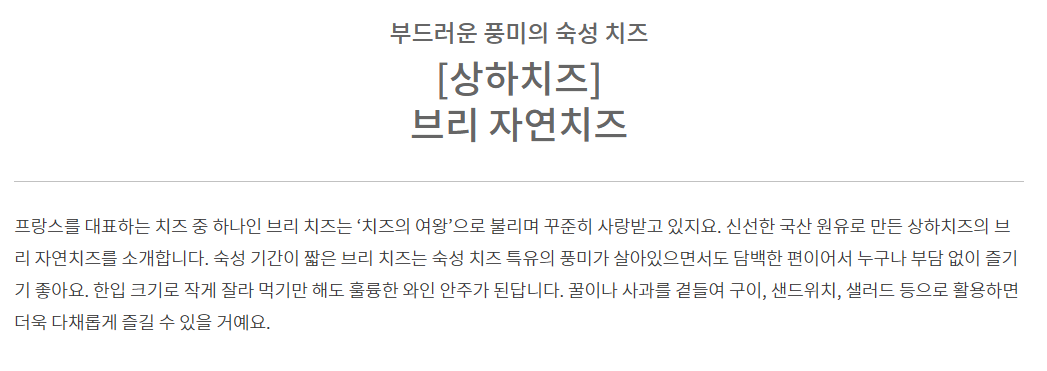 부드러운 풍미의 숙성 치즈
[상하치즈]
브리 자연치즈
프랑스를 대표하는 치즈 중 하나인 브리 치즈는 ‘치즈의 여왕’으로 불리며 꾸준히 사랑받고 있지요. 신선한 국산 원유로 만든 상하치즈의 브
리 자연치즈를 소개합니다. 숙성 기간이 짧은 브리 치즈는 숙성 치즈 특유의 풍미가 살아있으면서도 담백한 편이어서 누구나 부담 없이 즐기
기 좋아요. 한입 크기로 작게 잘라 먹기만 해도 훌륭한 와인 안주가 된답니다. 꿀이나 사과를 곁들여 구이, 샌드위치, 샐러드 등으로 활용하면
더욱 다채롭게 즐길 수 있을 거예요.